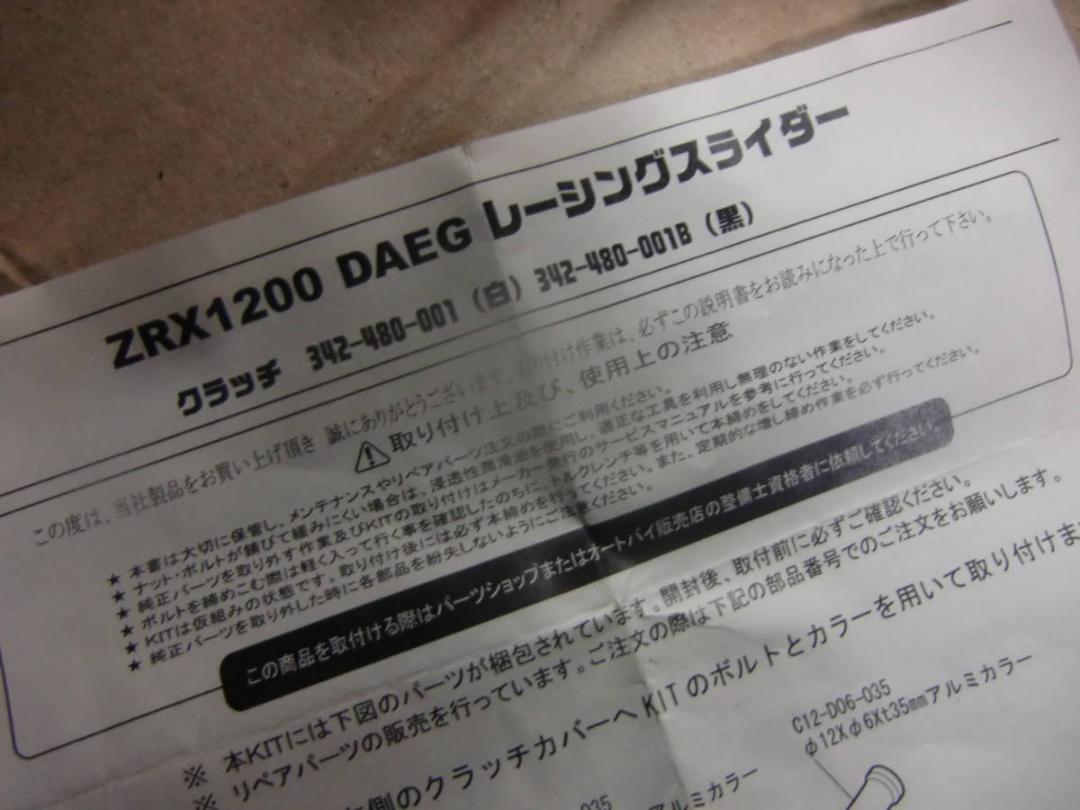 ZRX1200 DAEG レーシングスライダー
クラッチ 342-480-001（白）342-480-001B（黒）
この度は、当社製品をお買い上げ頂き 誠にありがとうございます。取り付け作業は、必ずこの説明書をお読みになった上で行って下さい。
取り付け上及び、使用上の注意
★ 本書は大切に保管し、メンテナンスやリペアパーツ注文の際にご利用ください。
★ ナット・ボルトが錆びて緩みにくい場合は、浸透性潤滑油を使用し、適正な工具を利用し無理のない作業をしてください。
★ 純正パーツを取り外す作業及びKITの取り付けはメーカー発行のサービスマニュアルを参考に行ってください。
★ ボルトを締めこむ際は軽く入って行く事を確認したのちに、トルクレンチ等を用いて本締めをしてください。
★ KITは仮組みの状態です。取り付け後には必ず本締めを行ってください。また、定期的な増し締め作業を必ず行ってください。
★ 純正パーツを取り外した時に各部品を紛失しないようにご注意ください。
この商品を取付ける際はパーツショップまたはオートバイ販売店の整備士資格者に依頼してください。
※ 本KITには下図のパーツが梱包されています。開封後、取付前に必ずご確認ください。
※ リペアパーツの販売を行っています。ご注文の際は下記の部品番号でのご注文をお願いします。
側のクラッチカバーへKITのボルトとカラーを用いて取り付けま
C12-D06-035
φ12Xφ6Xt35mmアルミカラー
035
アルミカラー